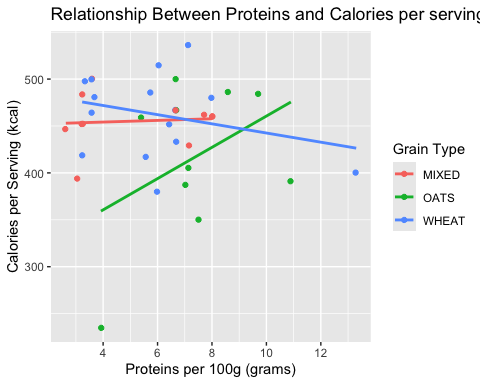 Relationship Between Proteins and Calories per serving
Calories per Serving (kcal)
500
400
300
4
6
8
10
12
Proteins per 100g (grams)
Grain Type
MIXED
OATS
WHEAT